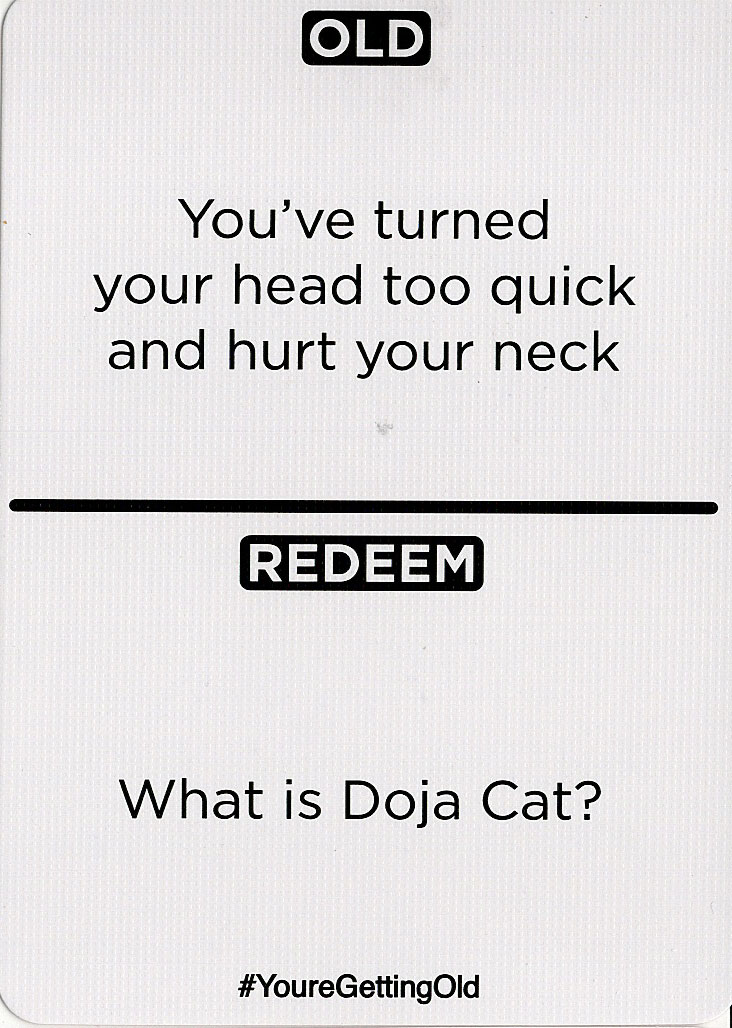 OLD
You've turned
your head too quick
and hurt your neck
REDEEM
What is Doja Cat?
#YoureGettingOld